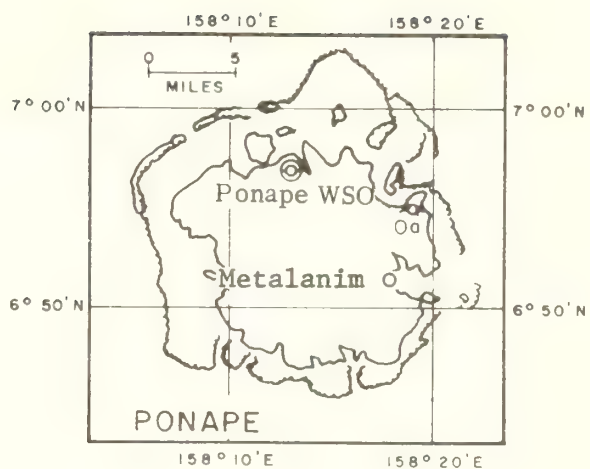 158° 10' E 158° 20' E
0 5
MILES
7° 00' N 7° 00' N
Ponape WSO
Oa
Metalanim
6° 50' N 6° 50' N
PONAPE
158° 10' E 158° 20' E